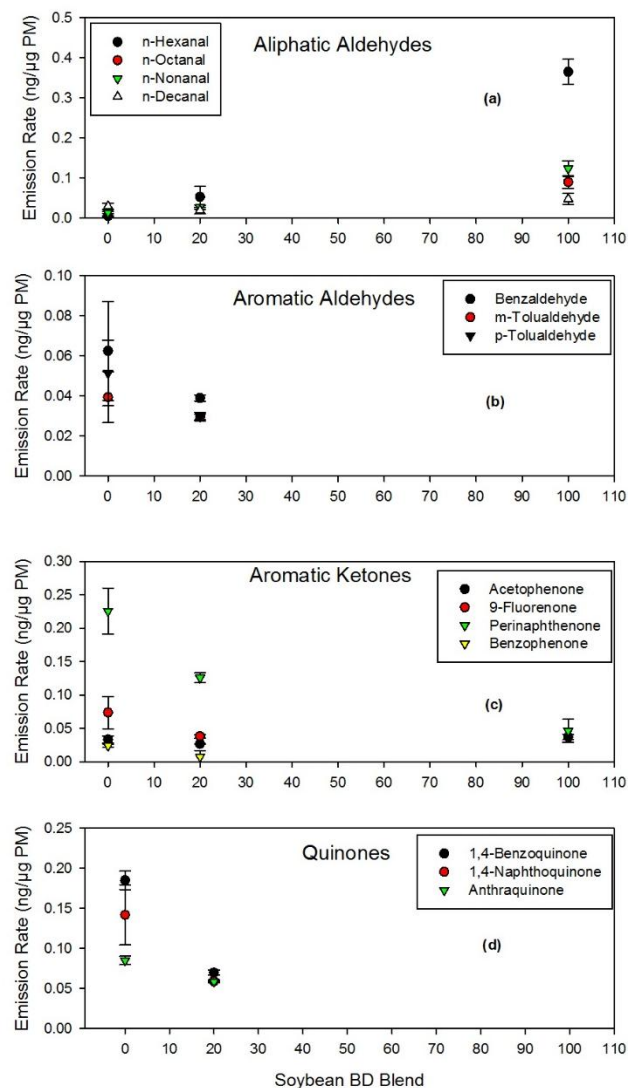 Aliphatic Aldehydes
n-Hexanal
n-Octanal
n-Nonanal
n-Decanal
(a)
Emission Rate (ng/µg PM)
0.5
0.4
0.3
0.2
0.1
0.0
0 10 20 30 40 50 60 70 80 90 100 110
Aromatic Aldehydes
Benzaldehyde
m-Tolualdehyde
p-Tolualdehyde
(b)
Emission Rate (ng/µg PM)
0.10
0.08
0.06
0.04
0.02
0.00
0 10 20 30 40 50 60 70 80 90 100 110
Aromatic Ketones
Acetophenone
9-Fluorenone
Perinaphthenone
Benzophenone
(c)
Emission Rate (ng/µg PM)
0.30
0.25
0.20
0.15
0.10
0.05
0.00
0 10 20 30 40 50 60 70 80 90 100 110
Quinones
1,4-Benzoquinone
1,4-Naphthoquinone
Anthraquinone
(d)
Emission Rate (ng/µg PM)
0.25
0.20
0.15
0.10
0.05
0.00
0 10 20 30 40 50 60 70 80 90 100 110
Soybean BD Blend